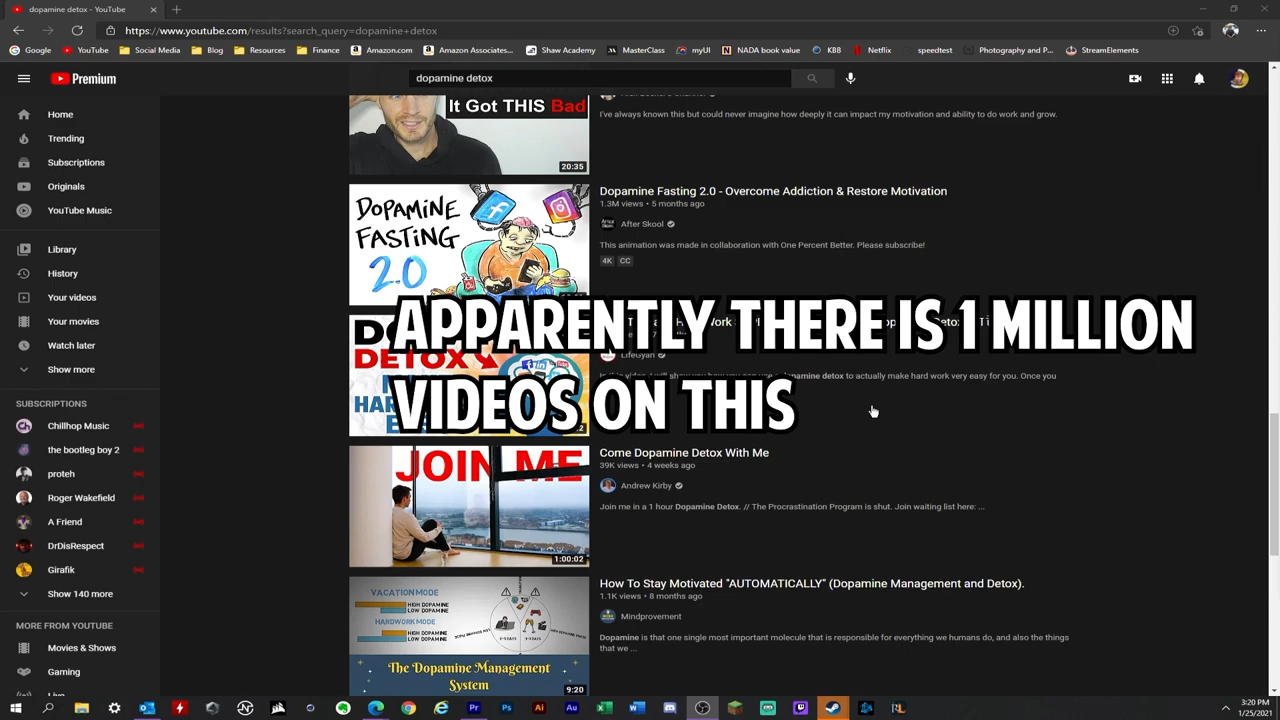 dopamine detox - YouTube
https://www.youtube.com/results?search_query=dopamine+detox
Google YouTube Social Media Blog Resources Finance Amazon.com Amazon Associates... Shaw Academy MasterClass myUI NADA book value KBB Netflix speedtest Photography and P... StreamElements
Premium
dopamine detox
Home
Trending
Subscriptions
Originals
YouTube Music
Library
History
Your videos
Your movies
Watch later
Show more
SUBSCRIPTIONS
Chillhop Music
the bootleg boy 2
proteh
Roger Wakefield
A Friend
DrDisRespect
Girafik
Show 140 more
MORE FROM YOUTUBE
Movies & Shows
Gaming
Live
It Got THIS Bad
20:35
I've always known this but could never imagine how deeply it can impact my motivation and ability to do work and grow.
DOPAMINE
FASTING
2.0
Dopamine Fasting 2.0 - Overcome Addiction & Restore Motivation
1.3M views • 5 months ago
After Skool
This animation was made in collaboration with One Percent Better. Please subscribe!
4K CC
APPARENTLY THERE IS 1 MILLION
VIDEOS ON THIS
DETOX
LifeGyan
dopamine detox to actually make hard work very easy for you. Once you
JOIN ME
1:00:02
Come Dopamine Detox With Me
39K views • 4 weeks ago
Andrew Kirby
Join me in a 1 hour Dopamine Detox. // The Procrastination Program is shut. Join waiting list here: ...
VACATION MODE
HIGH DOPAMINE
LOW DOPAMINE
HARDWORK MODE
HIGH DOPAMINE
LOW DOPAMINE
The Dopamine Management
System
9:20
How To Stay Motivated "AUTOMATICALLY" (Dopamine Management and Detox).
1.1K views • 8 months ago
Mindprovement
Dopamine is that one single most important molecule that is responsible for everything we humans do, and also the things
that we ...
3:20 PM
1/25/2021